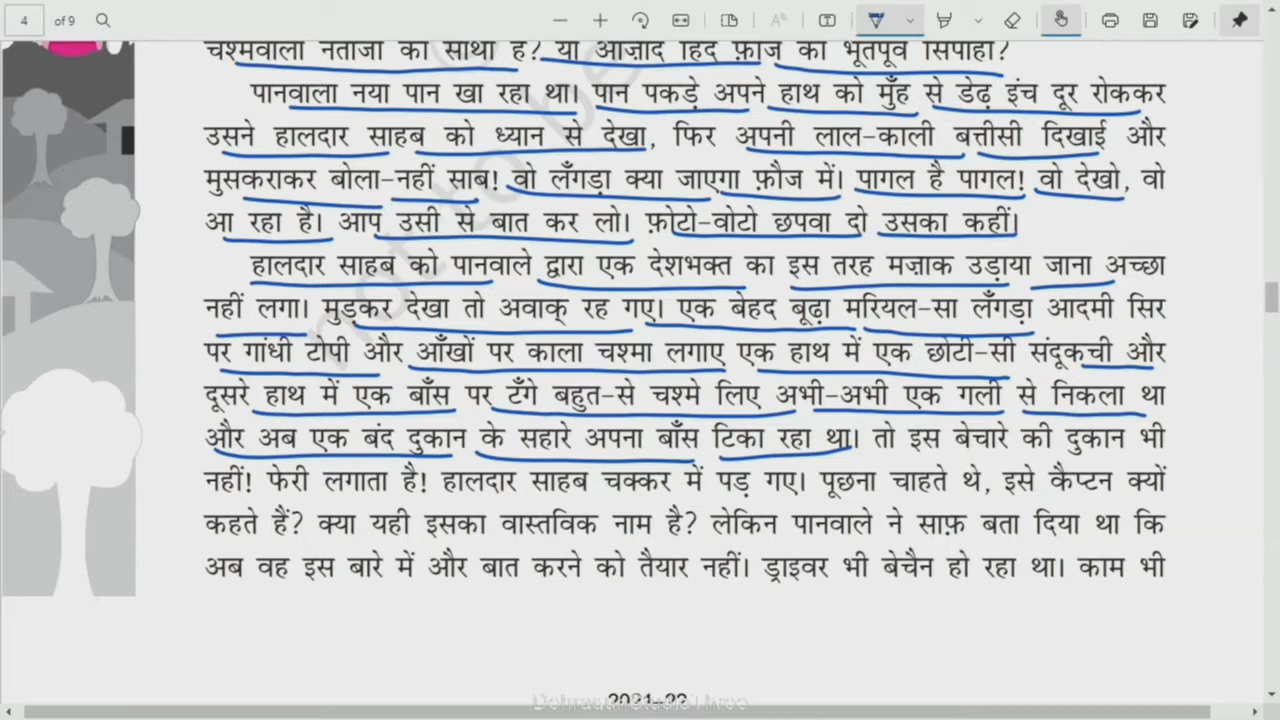 4 of 9
चश्मेवाला नेताजी का साथी है? या आज़ाद हिंद फ़ौज का भूतपूर्व सिपाही?
पानवाला नया पान खा रहा था। पान पकड़े अपने हाथ को मुँह से डेढ़ इंच दूर रोककर
उसने हालदार साहब को ध्यान से देखा, फिर अपनी लाल-काली बत्तीसी दिखाई और
मुसकराकर बोला-नहीं साब! वो लँगड़ा क्या जाएगा फ़ौज में। पागल है पागल! वो देखो, वो
आ रहा है। आप उसी से बात कर लो। फ़ोटो-वोटो छपवा दो उसका कहीं।
हालदार साहब को पानवाले द्वारा एक देशभक्त का इस तरह मज़ाक उड़ाया जाना अच्छा
नहीं लगा। मुड़कर देखा तो अवाक् रह गए। एक बेहद बूढ़ा मरियल-सा लँगड़ा आदमी सिर
पर गांधी टोपी और आँखों पर काला चश्मा लगाए एक हाथ में एक छोटी-सी संदूकची और
दूसरे हाथ में एक बाँस पर टँगे बहुत-से चश्मे लिए अभी-अभी एक गली से निकला था
और अब एक बंद दुकान के सहारे अपना बाँस टिका रहा था। तो इस बेचारे की दुकान भी
नहीं! फेरी लगाता है! हालदार साहब चक्कर में पड़ गए। पूछना चाहते थे, इसे कैप्टन क्यों
कहते हैं? क्या यही इसका वास्तविक नाम है? लेकिन पानवाले ने साफ़ बता दिया था कि
अब वह इस बारे में और बात करने को तैयार नहीं। ड्राइवर भी बेचैन हो रहा था। काम भी
not to be
2021-22